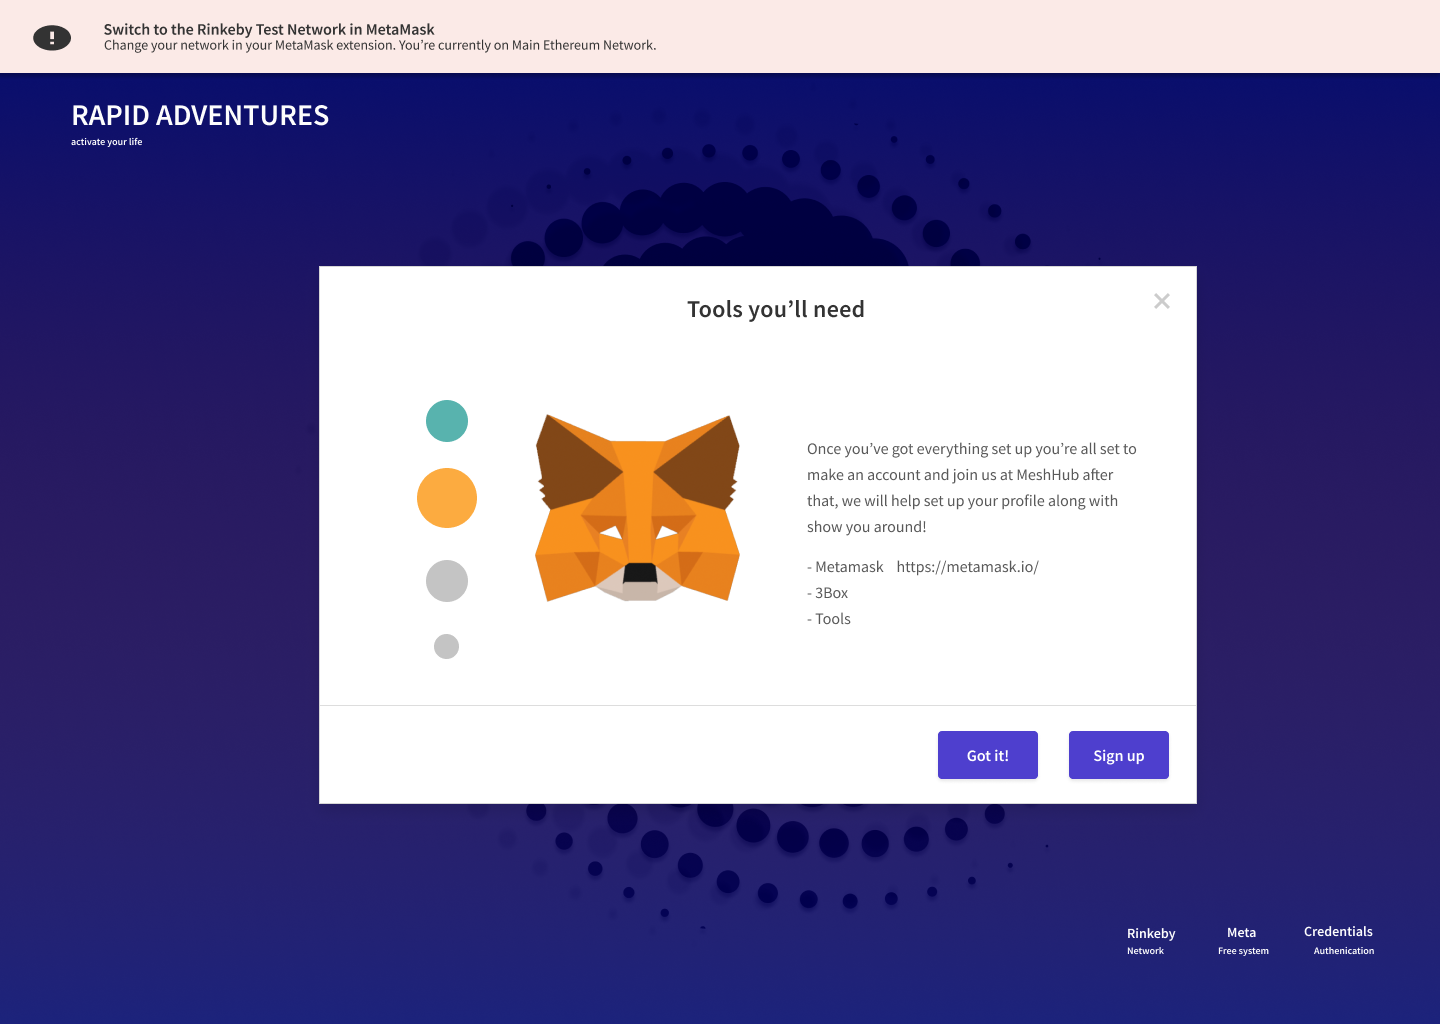 Switch to the Rinkeby Test Network in MetaMask
Change your network in your MetaMask extension. You’re currently on Main Ethereum Network.
RAPID ADVENTURES
activate your life
Tools you’ll need
Once you’ve got everything set up you’re all set to
make an account and join us at MeshHub after
that, we will help set up your profile along with
show you around!
- Metamask https://metamask.io/
- 3Box
- Tools
Got it!
Sign up
Rinkeby
Network
Meta
Free system
Credentials
Authenication